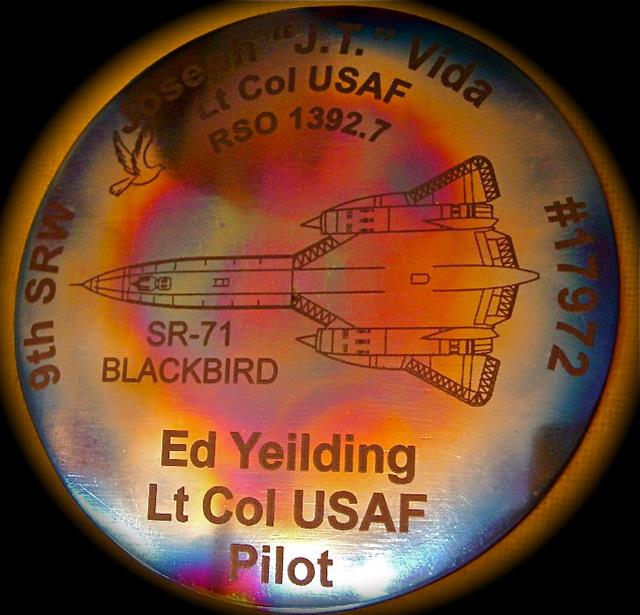 Joseph "J.T." Vida
Lt Col USAF
RSO 1392.7
9th SRW
#17972
SR-71
BLACKBIRD
Ed Yeilding
Lt Col USAF
Pilot